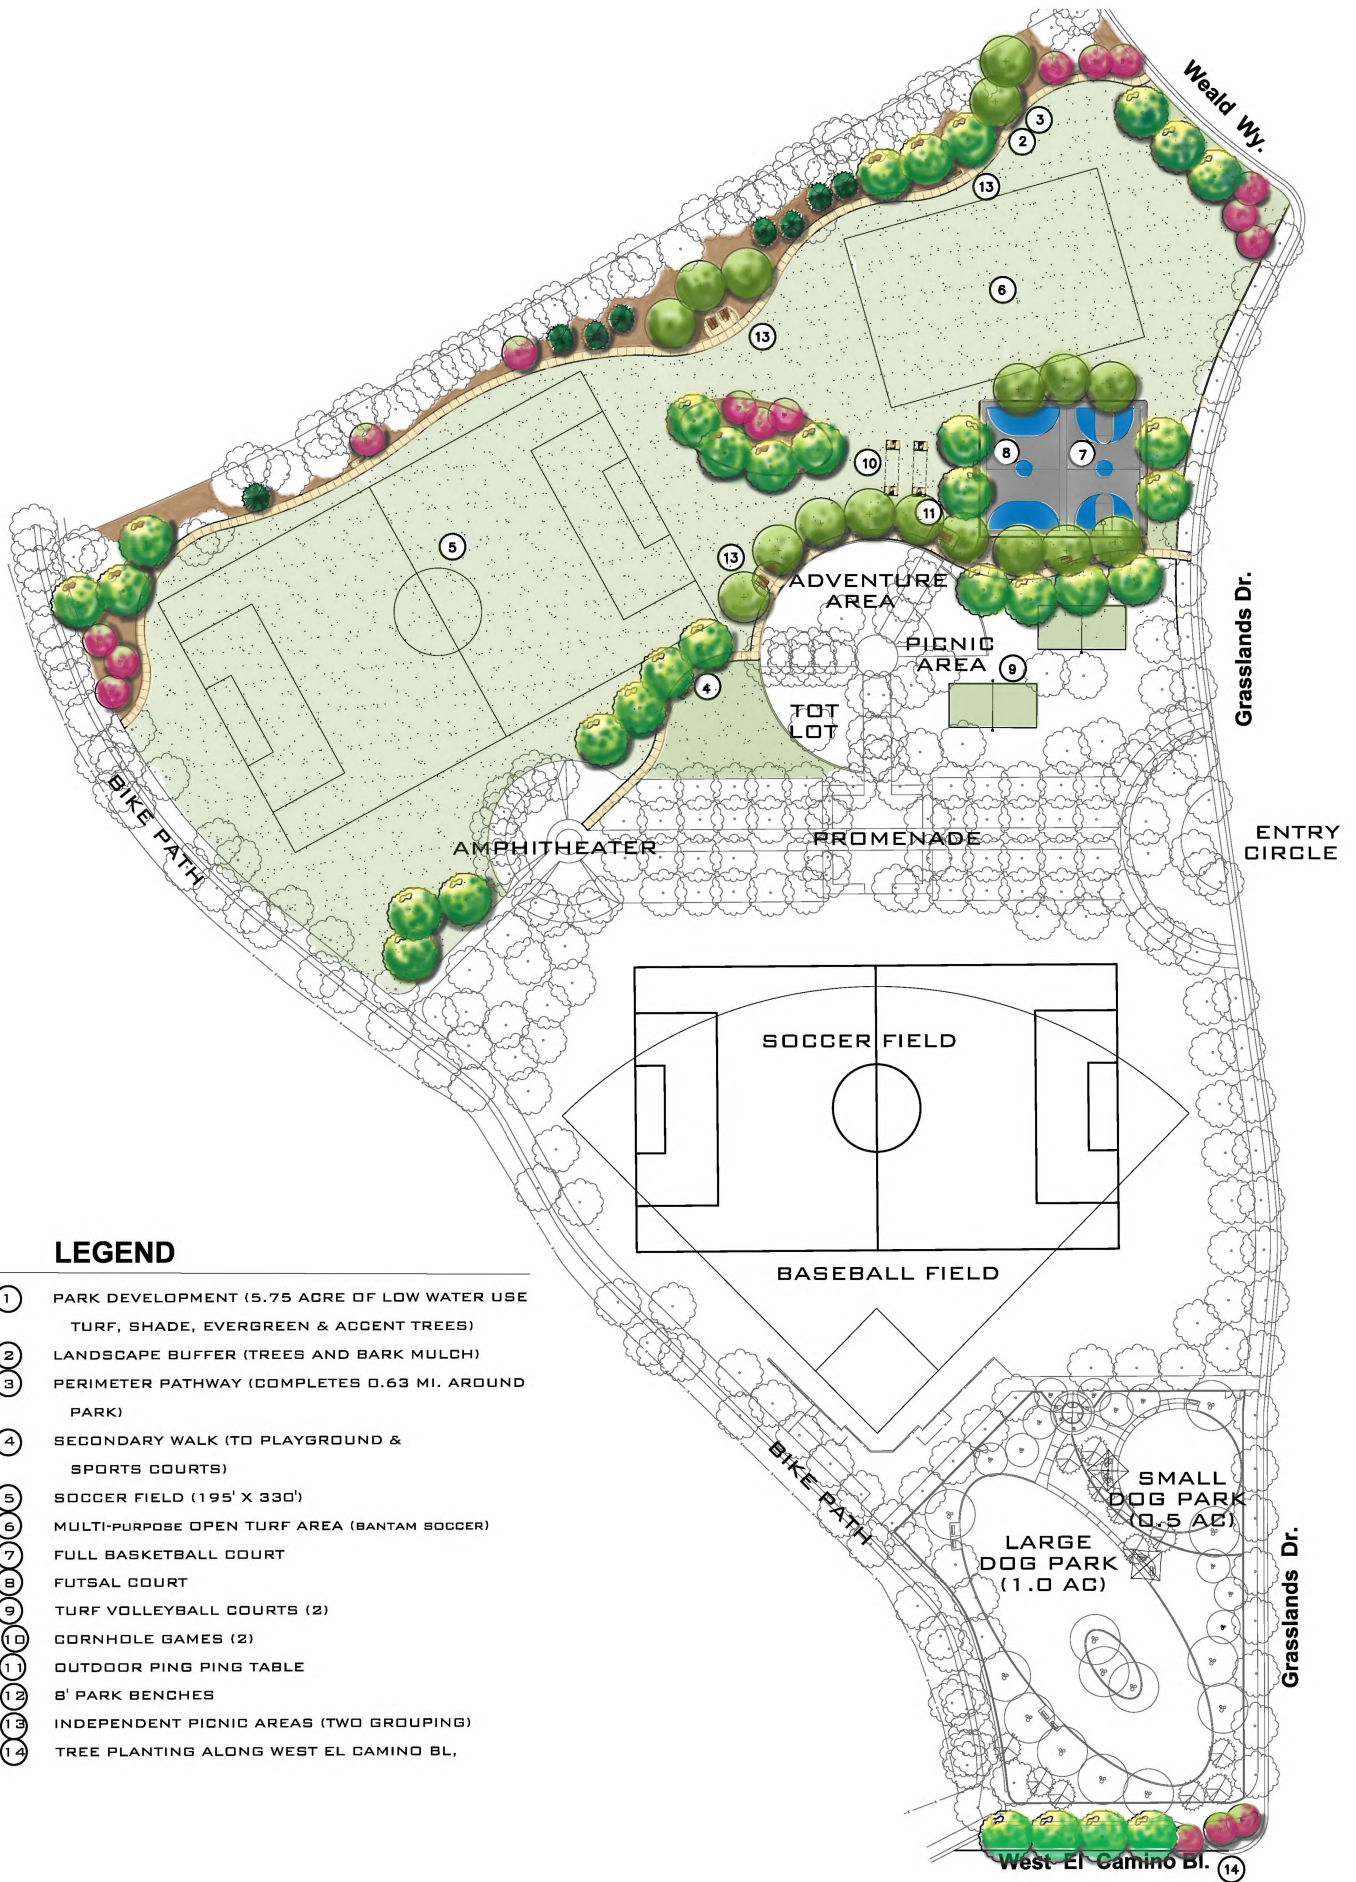 Weald Wy.
3
2
13
6
13
10
8
7
11
5
13
ADVENTURE
AREA
PICNIC
AREA
9
4
TOT
LOT
Grasslands Dr.
BIKE PATH
AMPHITHEATER
PROMENADE
ENTRY
CIRCLE
SOCCER FIELD
BASEBALL FIELD
LEGEND
1 PARK DEVELOPMENT (5.75 ACRE OF LOW WATER USE
TURF, SHADE, EVERGREEN & ACCENT TREES)
2 LANDSCAPE BUFFER (TREES AND BARK MULCH)
3 PERIMETER PATHWAY (COMPLETES 0.63 MI. AROUND
PARK)
4 SECONDARY WALK (TO PLAYGROUND &
SPORTS COURTS)
5 SOCCER FIELD (195' X 330')
6 MULTI-PURPOSE OPEN TURF AREA (BANTAM SOCCER)
7 FULL BASKETBALL COURT
8 FUTSAL COURT
9 TURF VOLLEYBALL COURTS (2)
10 CORNHOLE GAMES (2)
11 OUTDOOR PING PING TABLE
12 8' PARK BENCHES
13 INDEPENDENT PICNIC AREAS (TWO GROUPING)
14 TREE PLANTING ALONG WEST EL CAMINO BL,
BIKE PATH
SMALL
DOG PARK
(0.5 AC)
LARGE
DOG PARK
(1.0 AC)
Grasslands Dr.
West El Camino Bl.
14